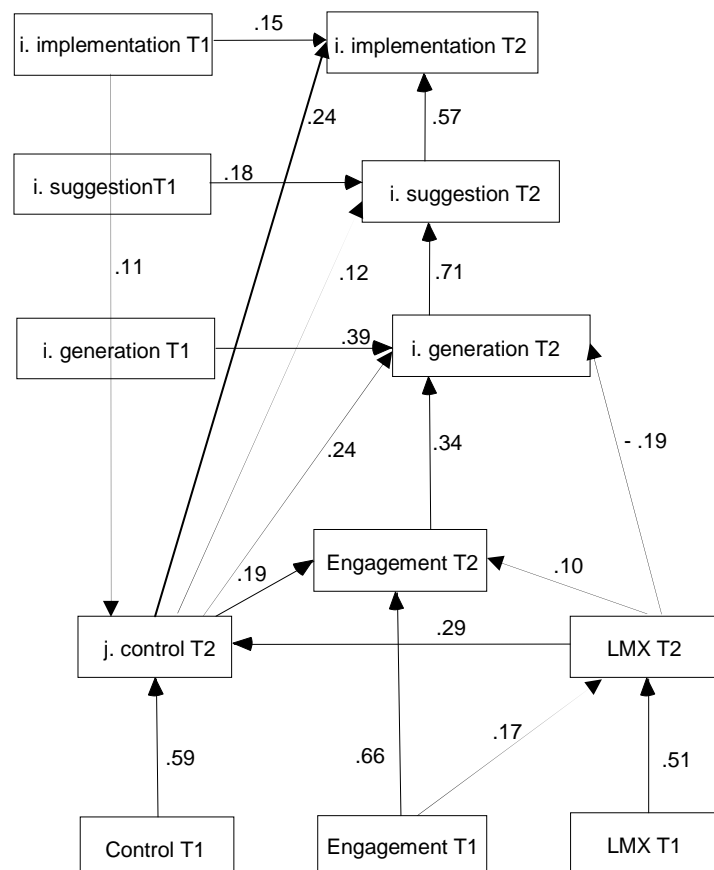 i. implementation T1
.15
i. implementation T2
.24
.57
i. suggestionT1
.18
i. suggestion T2
.11
.12
.71
i. generation T1
.39
i. generation T2
.24
.34
- .19
Engagement T2
.19
.10
j. control T2
.29
LMX T2
.59
.66
.17
.51
Control T1
Engagement T1
LMX T1